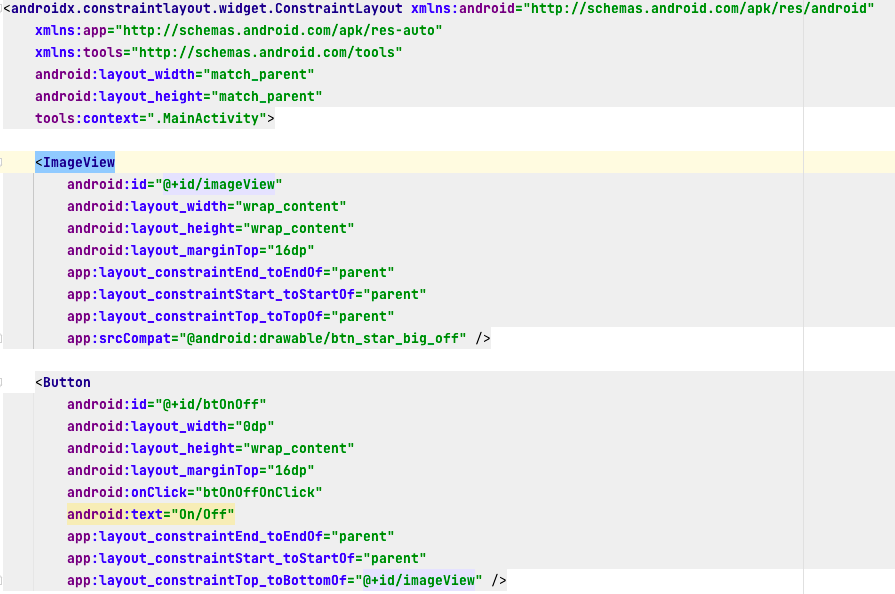 <androidx.constraintlayout.widget.ConstraintLayout xmlns:android="http://schemas.android.com/apk/res/android"
xmlns:app="http://schemas.android.com/apk/res-auto"
xmlns:tools="http://schemas.android.com/tools"
android:layout_width="match_parent"
android:layout_height="match_parent"
tools:context=".MainActivity">
<ImageView
android:id="@+id/imageView"
android:layout_width="wrap_content"
android:layout_height="wrap_content"
android:layout_marginTop="16dp"
app:layout_constraintEnd_toEndOf="parent"
app:layout_constraintStart_toStartOf="parent"
app:layout_constraintTop_toTopOf="parent"
app:srcCompat="@android:drawable/btn_star_big_off" />
<Button
android:id="@+id/btOnOff"
android:layout_width="0dp"
android:layout_height="wrap_content"
android:layout_marginTop="16dp"
android:onClick="btOnOffOnClick"
android:text="On/Off"
app:layout_constraintEnd_toEndOf="parent"
app:layout_constraintStart_toStartOf="parent"
app:layout_constraintTop_toBottomOf="@+id/imageView" />